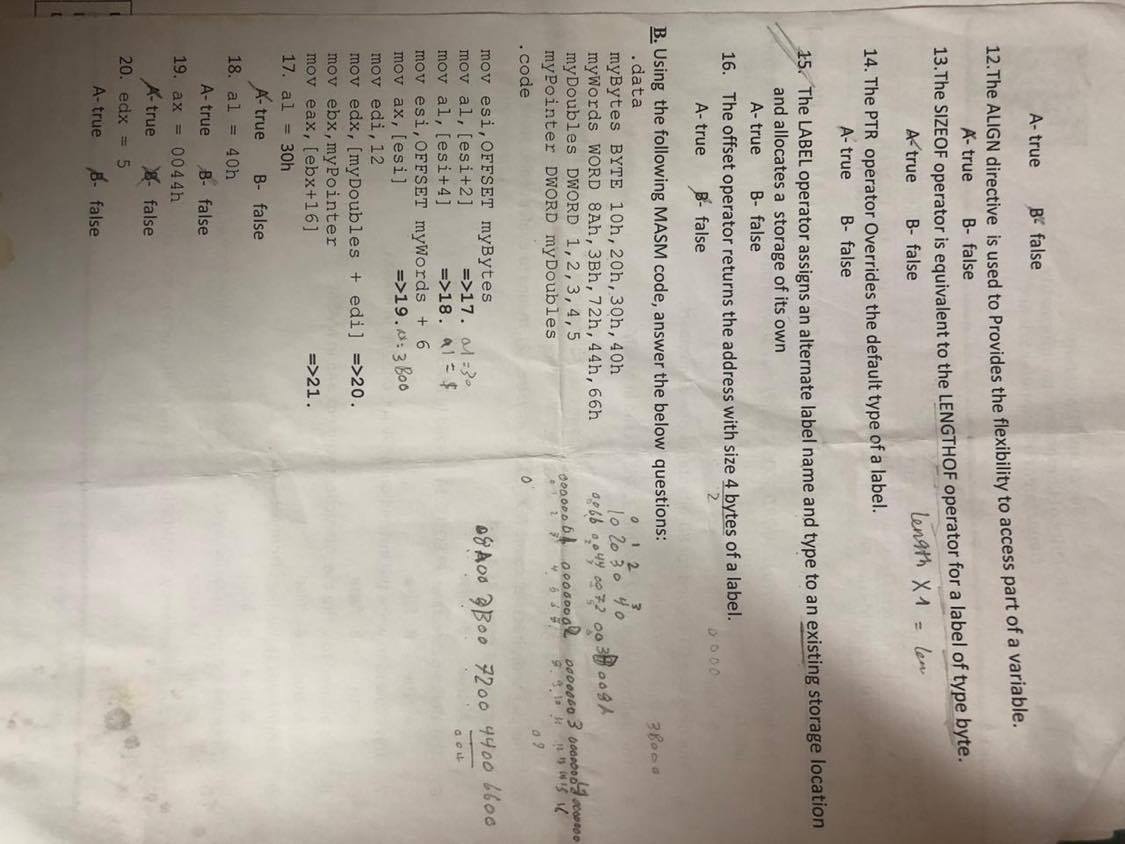 A- true B- false
12.The ALIGN directive is used to Provides the flexibility to access part of a variable.
A- true B- false
13.The SIZEOF operator is equivalent to the LENGTHOF operator for a label of type byte.
A- true B- false
Length X 1 = len
14. The PTR operator Overrides the default type of a label.
A- true B- false
15. The LABEL operator assigns an alternate label name and type to an existing storage location
and allocates a storage of its own
A- true B- false
16. The offset operator returns the address with size 4 bytes of a label.
2
A- true B- false
B. Using the following MASM code, answer the below questions:
.data
0 1 2 3
myBytes BYTE 10h,20h,30h,40h
10 20 30 40
myWords WORD 8Ah,3Bh,72h,44h,66h
0066 0044 0072 003B 008A
myDoubles DWORD 1,2,3,4,5
myPointer DWORD myDoubles
.code
0
09
mov esi,OFFSET myBytes
08A00 3B00 7200 4400 6600
mov al,[esi+2] =>17. al=30
mov al,[esi+4] =>18. al = $
mov esi,OFFSET myWords + 6
mov ax,[esi] =>19. ax: 3B00
mov edi,12
mov edx,[myDoubles + edi] =>20.
mov ebx,myPointer
mov eax,[ebx+16] =>21.
17. al = 30h
A- true B- false
18. al = 40h
A- true B- false
19. ax = 0044h
A- true B- false
20. edx = 5
A- true B- false